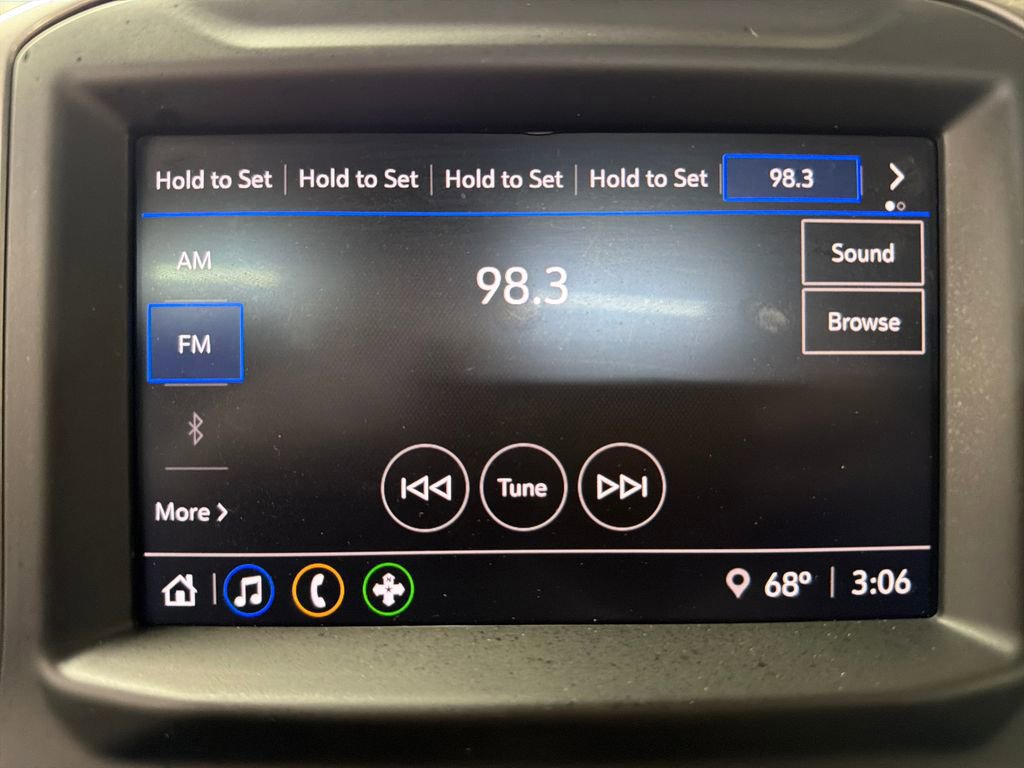 Hold to Set Hold to Set Hold to Set Hold to Set 98.3
AM
98.3
Sound
FM
Browse
More
Tune
N
68° 3:06